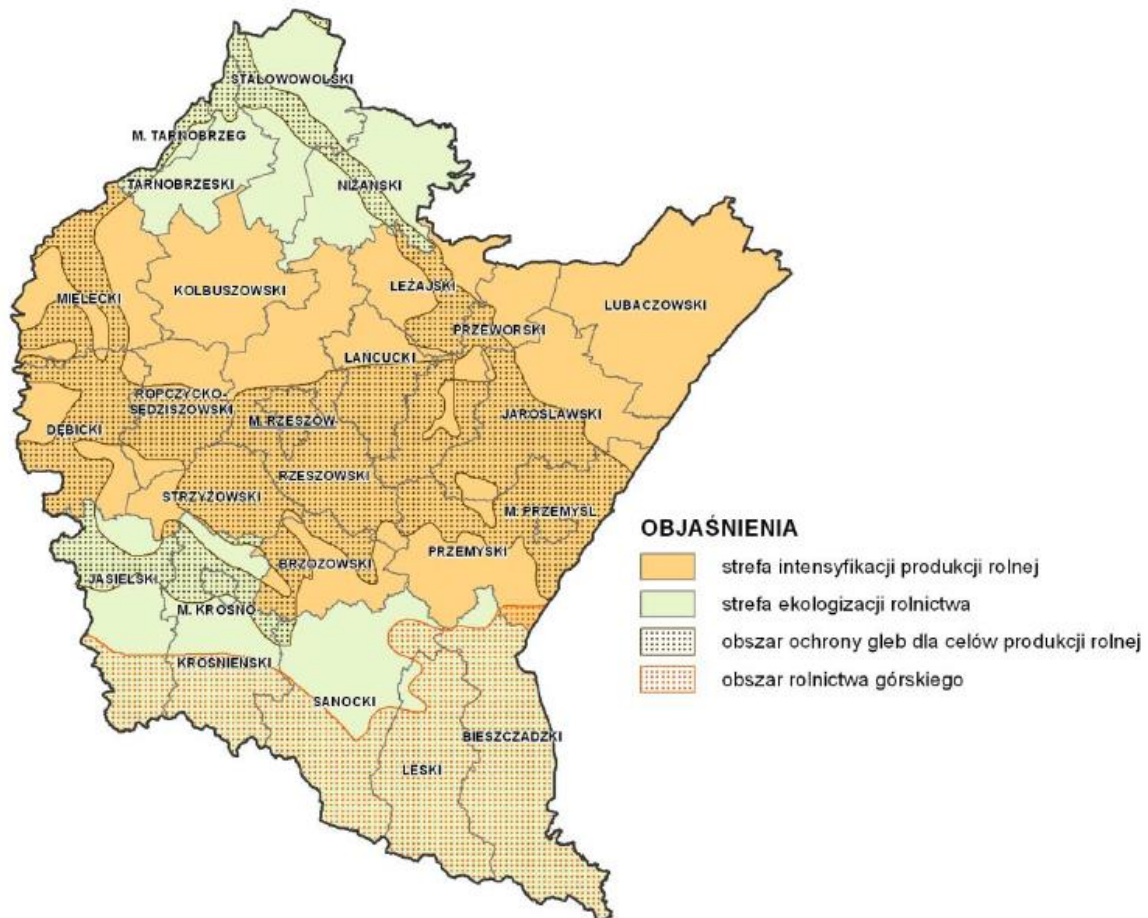 STALOWOWOLSKI
M. TARNOBRZEG
TARNOBRZESKI
NIŻAŃSKI
KOLBUSZOWSKI
LEŻAJSKI
MIELECKI
LUBACZOWSKI
PRZEWORSKI
ŁAŃCUCKI
ROPCZYCKO-
SĘDZISZOWSKI
M. RZESZÓW
JAROSŁAWSKI
DĘBICKI
RZESZOWSKI
STRZYŻOWSKI
M. PRZEMYŚL
BRZOZOWSKI
PRZEMYSKI
JASIELSKI
M. KROSNO
KROŚNIEŃSKI
SANOCKI
BIESZCZADZKI
LESKI
OBJAŚNIENIA
strefa intensyfikacji produkcji rolnej
strefa ekologizacji rolnictwa
obszar ochrony gleb dla celów produkcji rolnej
obszar rolnictwa górskiego